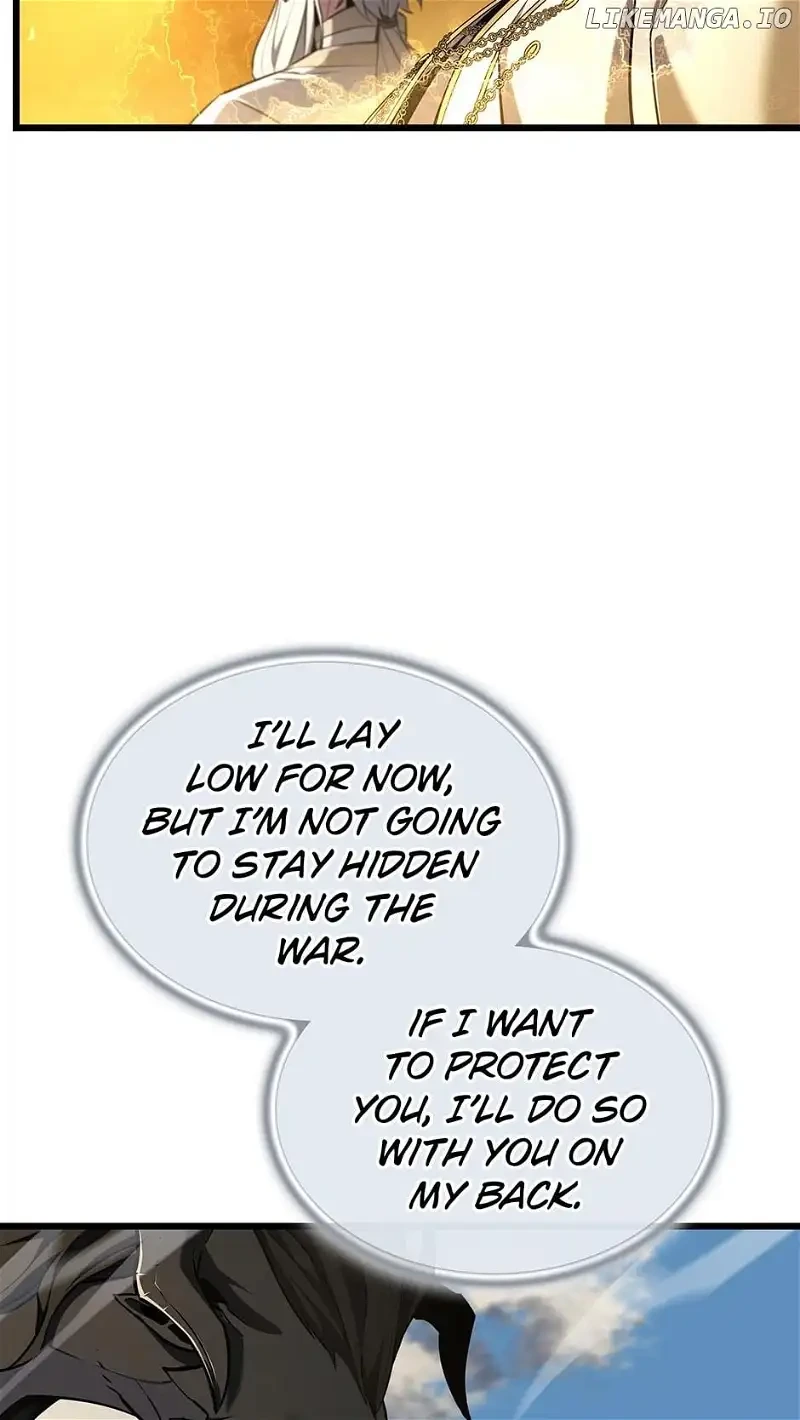 LIKEMANGA.IO
I'LL LAY
LOW FOR NOW,
BUT I'M NOT GOING
TO STAY HIDDEN
DURING THE
WAR.
IF I WANT
TO PROTECT
YOU, I'LL DO SO
WITH YOU ON
MY BACK.